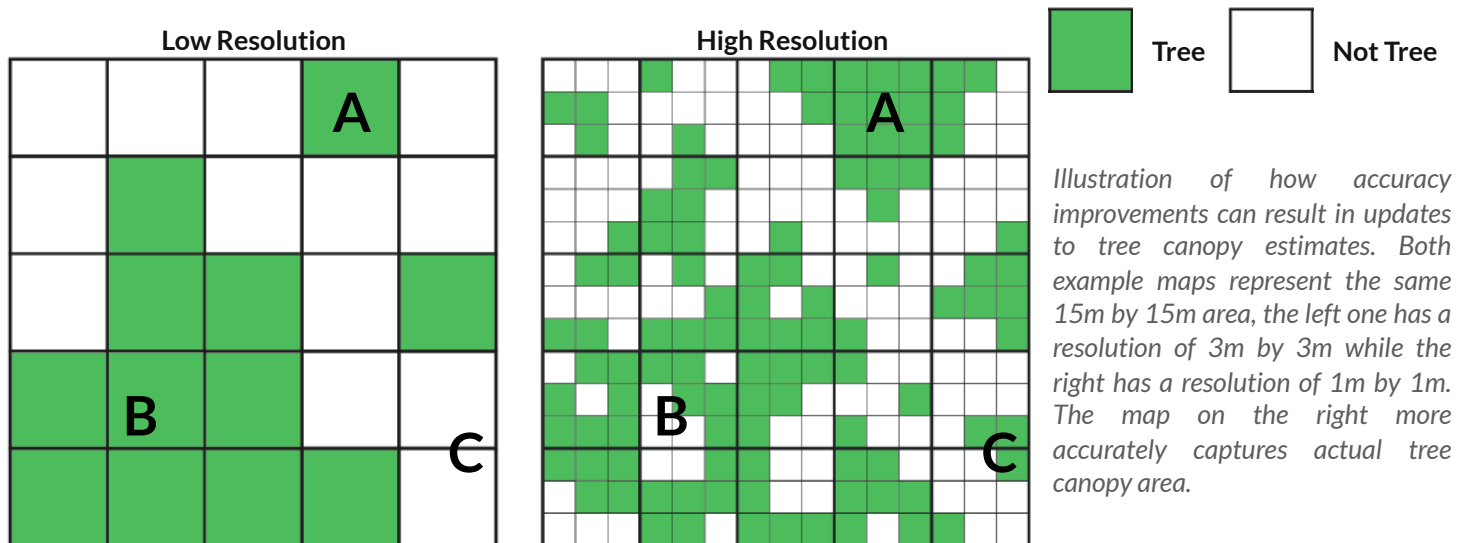 Low Resolution
High Resolution
Tree
Not Tree
A
A
B
B
C
C
Illustration of how accuracy
improvements can result in updates
to tree canopy estimates. Both
example maps represent the same
15m by 15m area, the left one has a
resolution of 3m by 3m while the
right has a resolution of 1m by 1m.
The map on the right more
accurately captures actual tree
canopy area.